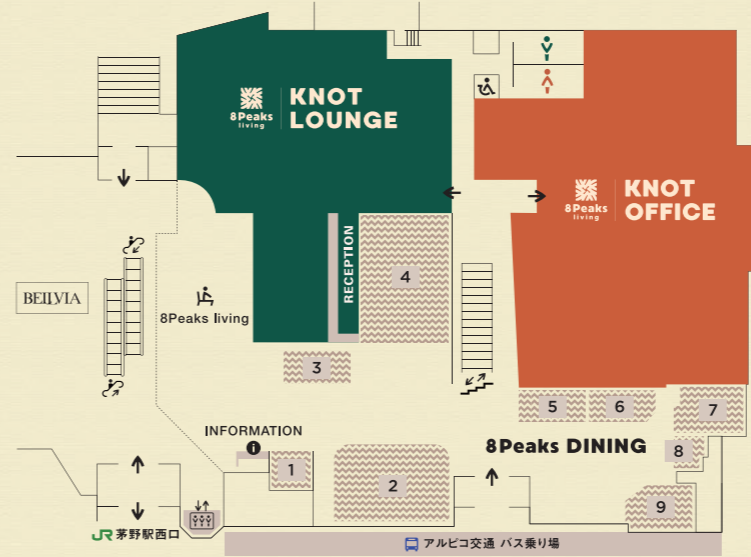 8Peaks
living
KNOT
LOUNGE
8Peaks
living
KNOT
OFFICE
RECEPTION
4
BELLVIA
8Peaks living
3
5
6
7
INFORMATION
i
8Peaks DINING
8
1
2
9
JR 茅野駅西口
アルピコ交通 バス乗り場